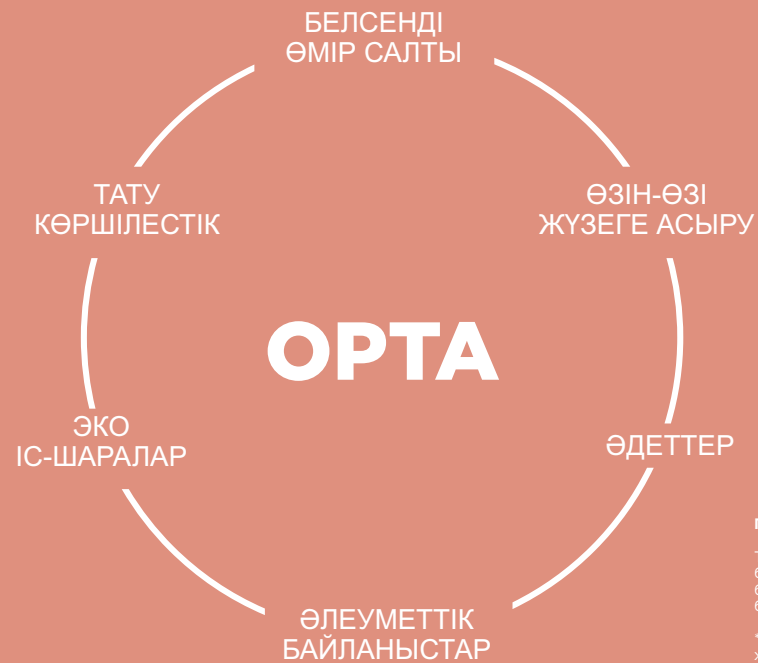 БЕЛСЕНДІ
ӨМІР САЛТЫ
ТАТУ
КӨРШІЛЕСТІК
ӨЗІН-ӨЗІ
ЖҮЗЕГЕ АСЫРУ
ОРТА
ЭКО
ІС-ШАРАЛАР
ӘДЕТТЕР
ӘЛЕУМЕТТІК
БАЙЛАНЫСТАР